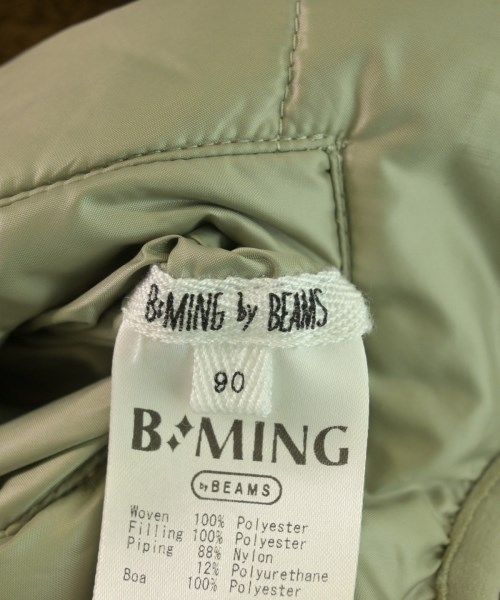 B:MING by BEAMS
90
B:MING
by BEAMS
Woven 100% Polyester
Filling 100% Polyester
Piping 88% Nylon
12% Polyurethane
Boa 100% Polyester